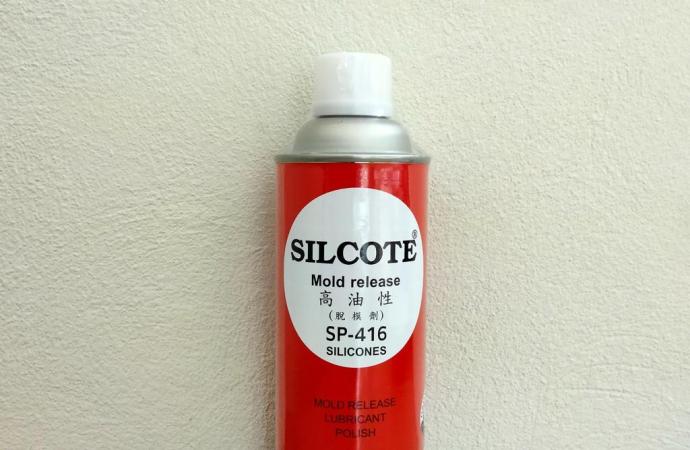 SILCOTE®
Mold release
高油性
(脫模劑)
SP-416
SILICONES
MOLD RELEASE
LUBRICANT
POLISH